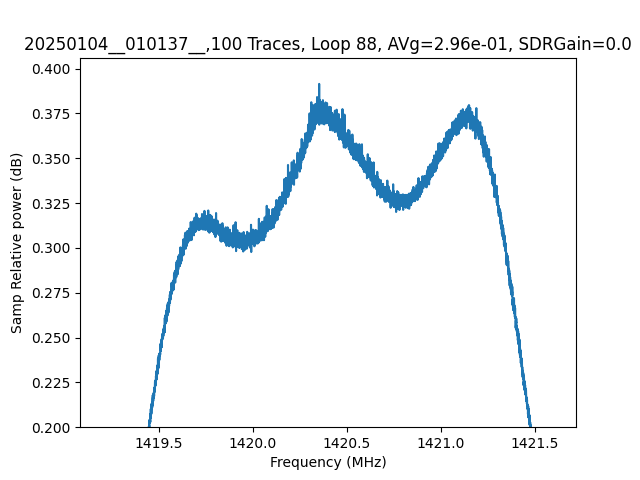 20250104__010137__,100 Traces, Loop 88, AVg=2.96e-01, SDRGain=0.0
0.400
0.375
0.350
0.325
0.300
0.275
0.250
0.225
0.200
Samp Relative power (dB)
1419.5 1420.0 1420.5 1421.0 1421.5
Frequency (MHz)